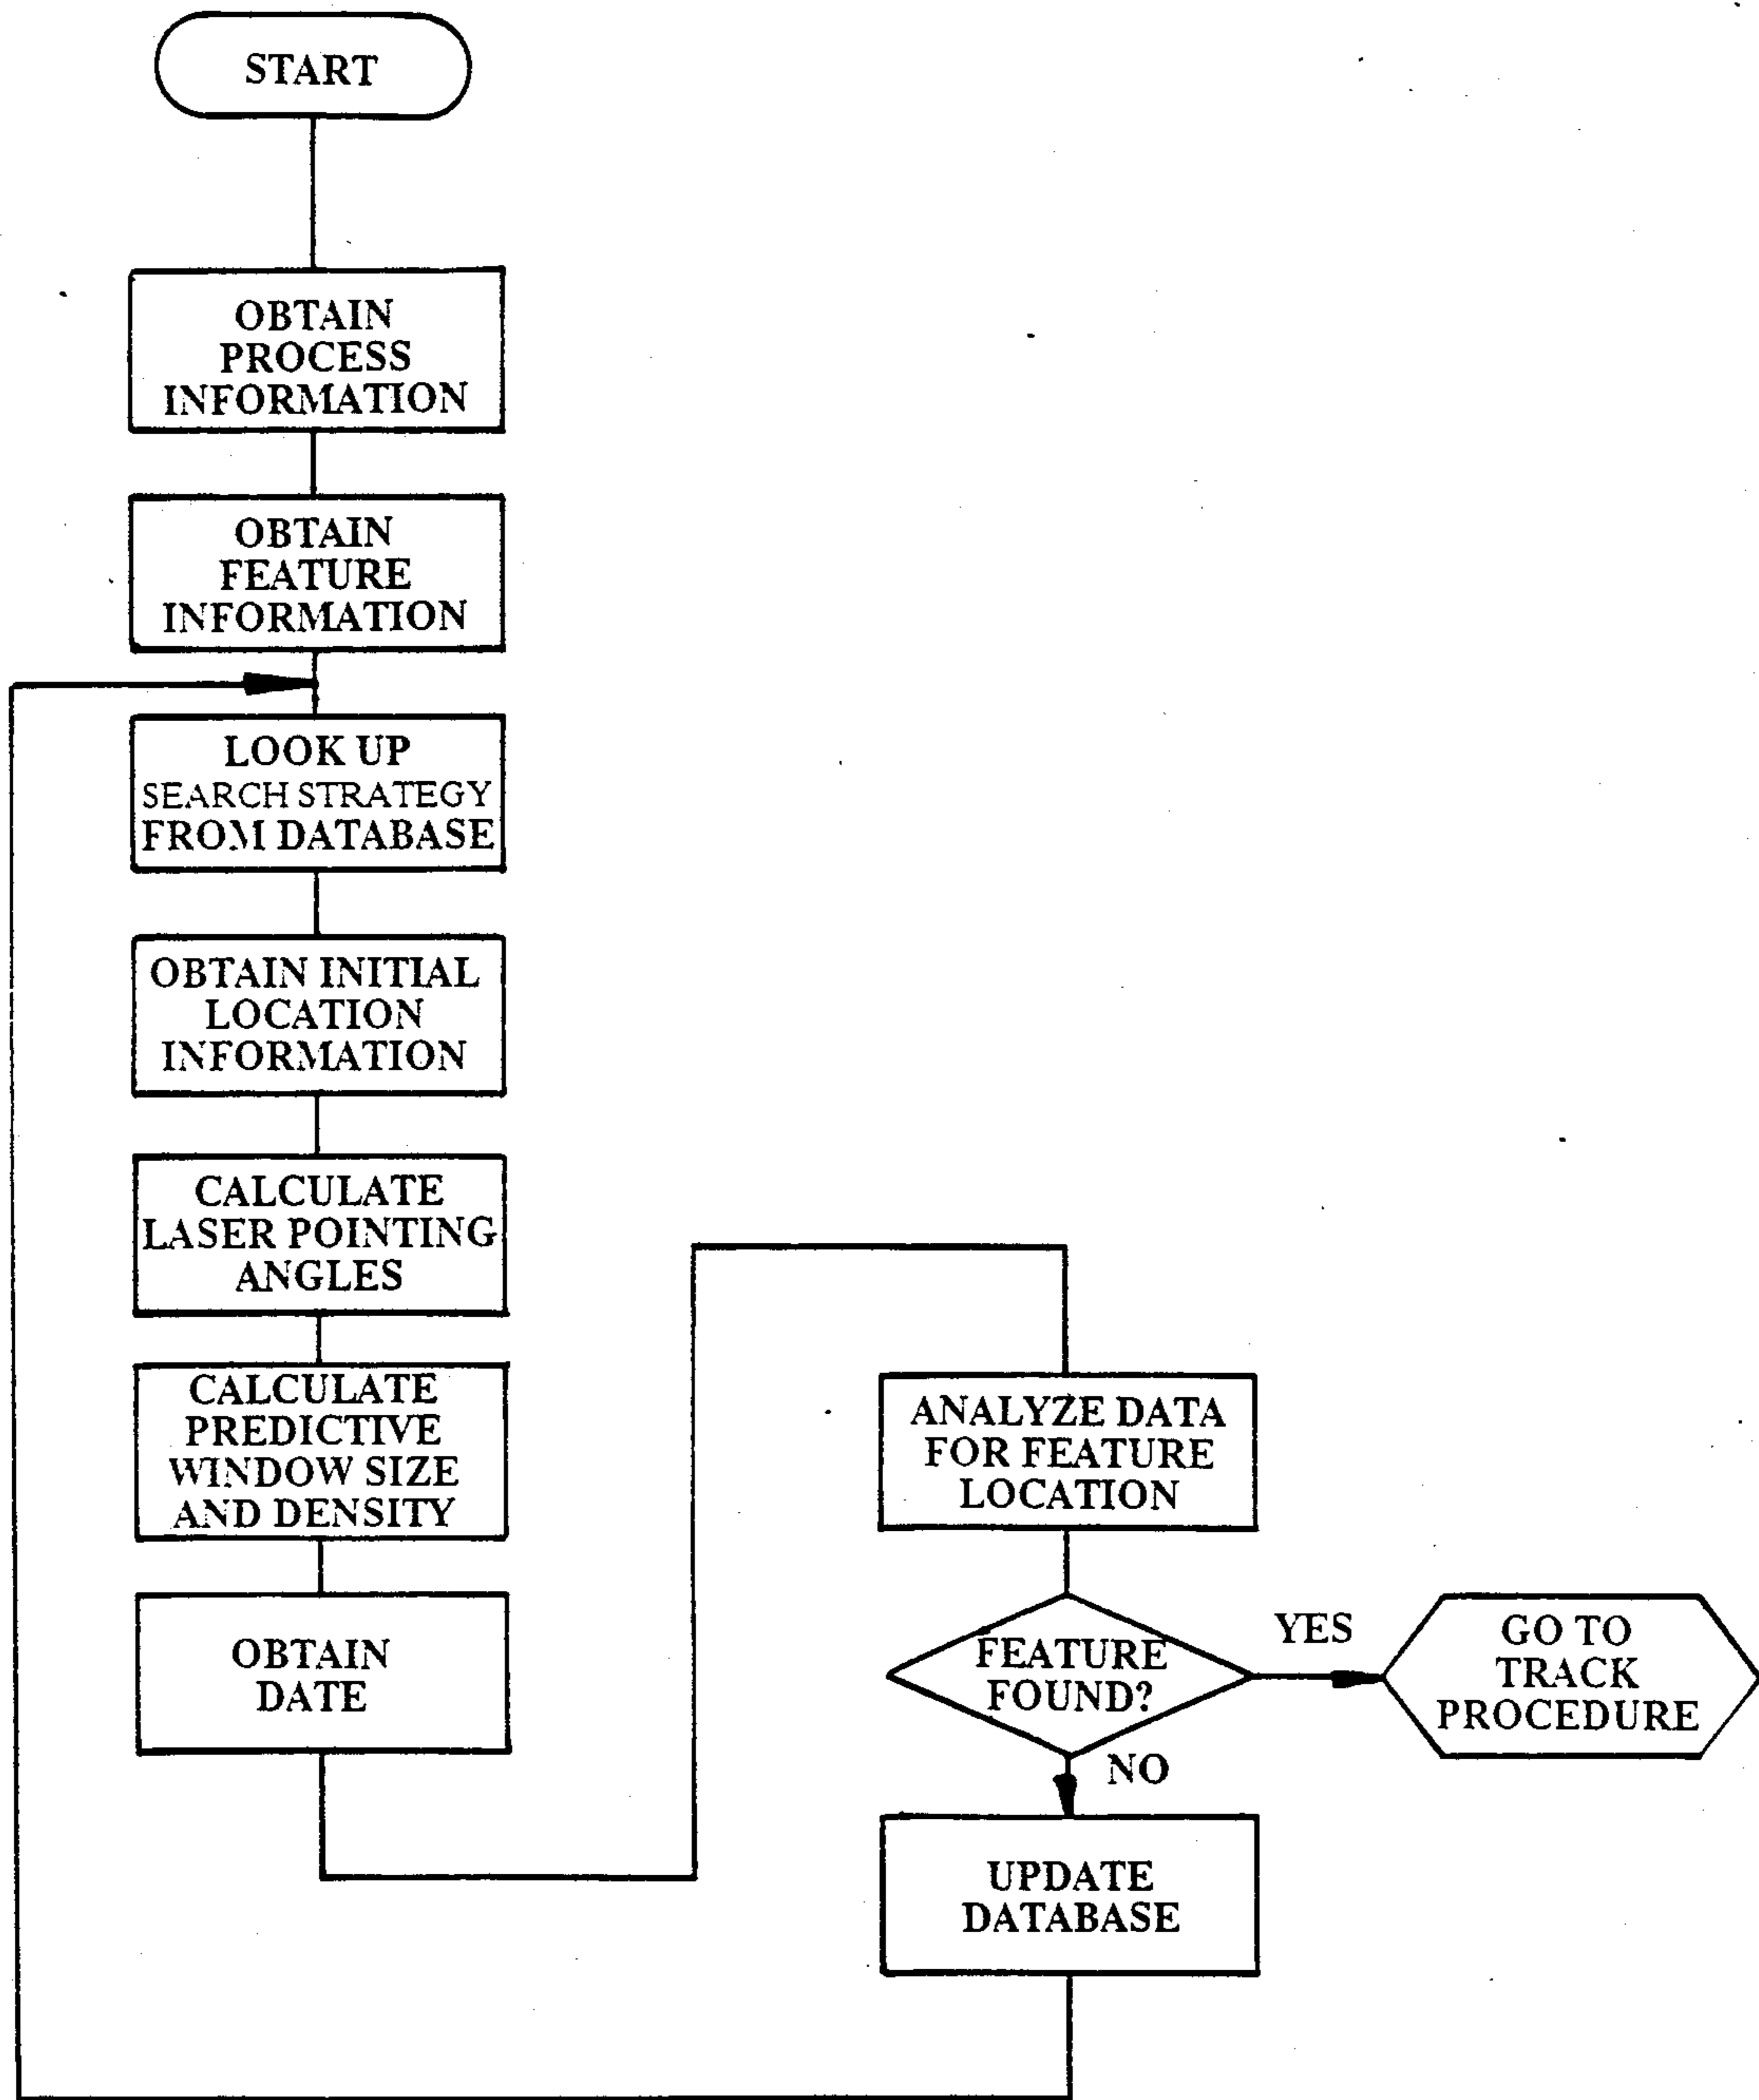 START
OBTAIN
PROCESS
INFORMATION
OBTAIN
FEATURE
INFORMATION
LOOK UP
SEARCH STRATEGY
FROM DATABASE
OBTAIN INITIAL
LOCATION
INFORMATION
CALCULATE
LASER POINTING
ANGLES
CALCULATE
PREDICTIVE
WINDOW SIZE
AND DENSITY
OBTAIN
DATE
ANALYZE DATA
FOR FEATURE
LOCATION
FEATURE
FOUND?
YES
GO TO
TRACK
PROCEDURE
NO
UPDATE
DATABASE